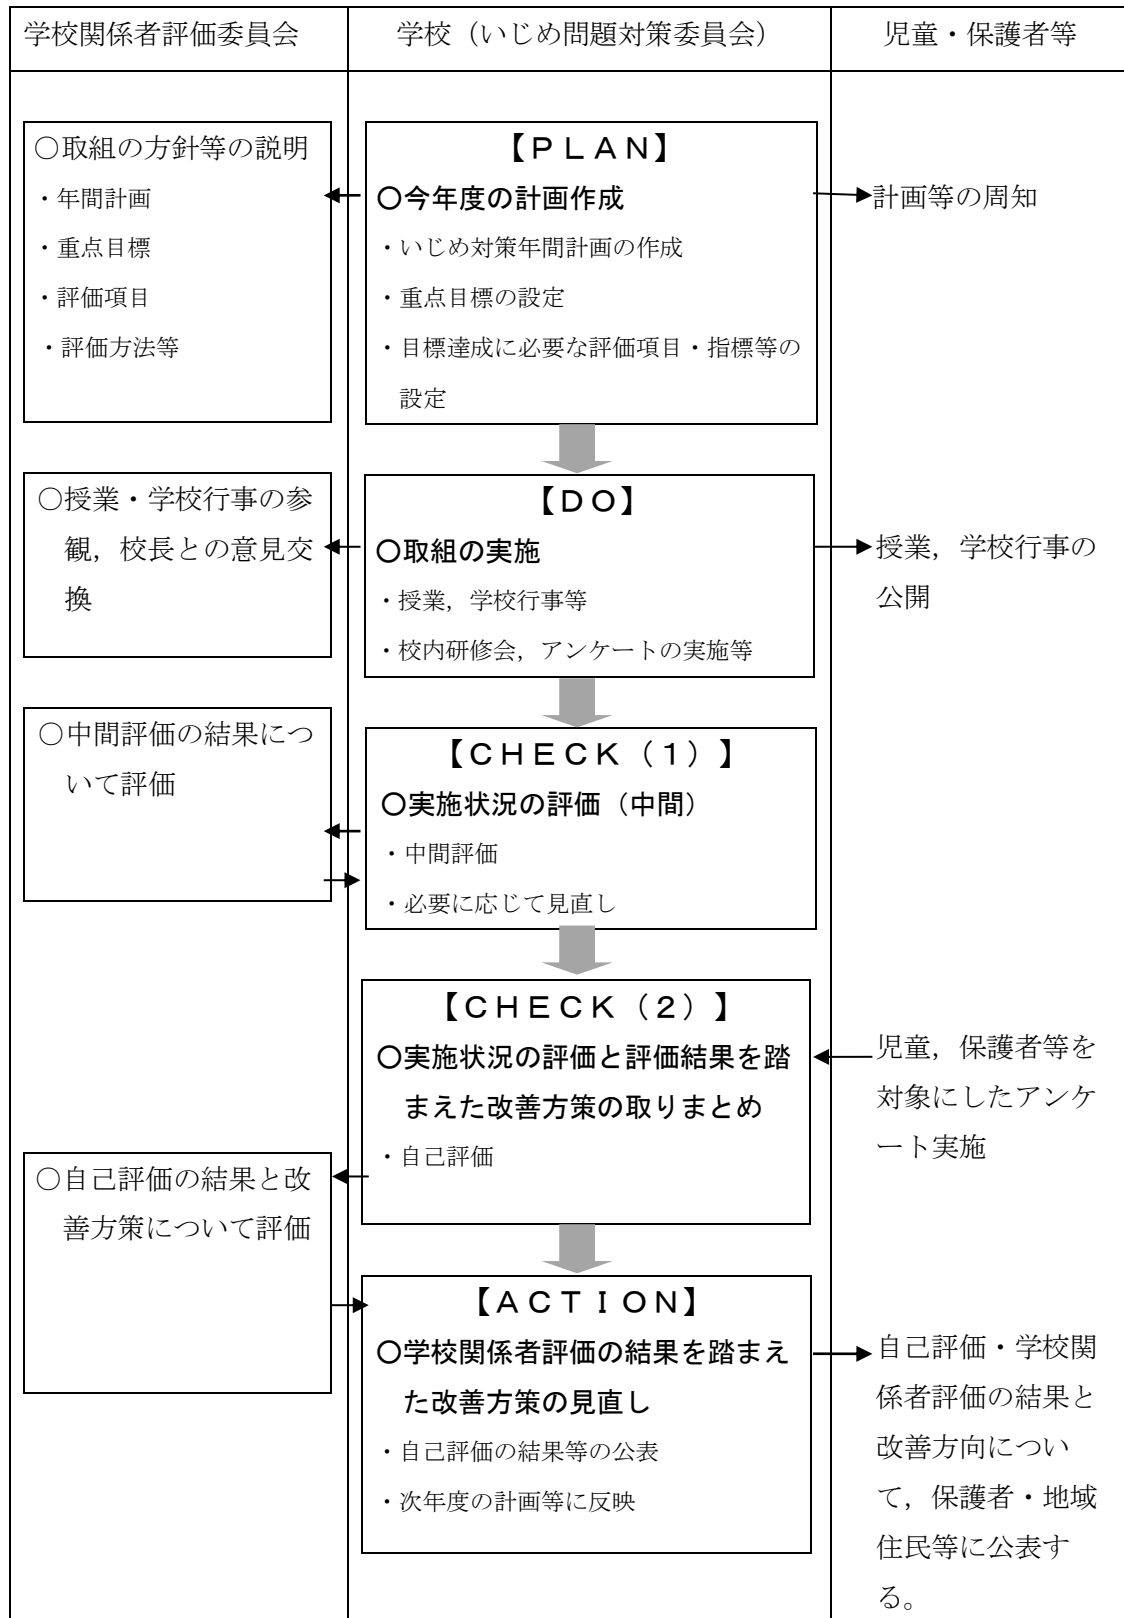 学校関係者評価委員会
学校（いじめ問題対策委員会）
児童・保護者等
○取組の方針等の説明
・年間計画
・重点目標
・評価項目
・評価方法等
【ＰＬＡＮ】
○今年度の計画作成
・いじめ対策年間計画の作成
・重点目標の設定
・目標達成に必要な評価項目・指標等の
設定
計画等の周知
○授業・学校行事の参
観，校長との意見交
換
【ＤＯ】
○取組の実施
・授業，学校行事等
・校内研修会，アンケートの実施等
授業，学校行事の
公開
○中間評価の結果につ
いて評価
【ＣＨＥＣＫ（１）】
○実施状況の評価（中間）
・中間評価
・必要に応じて見直し
【ＣＨＥＣＫ（２）】
○実施状況の評価と評価結果を踏
まえた改善方策の取りまとめ
・自己評価
児童，保護者等を
対象にしたアンケ
ート実施
○自己評価の結果と改
善方策について評価
【ＡＣＴＩＯＮ】
○学校関係者評価の結果を踏まえ
た改善方策の見直し
・自己評価の結果等の公表
・次年度の計画等に反映
自己評価・学校関
係者評価の結果と
改善方向につい
て，保護者・地域
住民等に公表す
る。